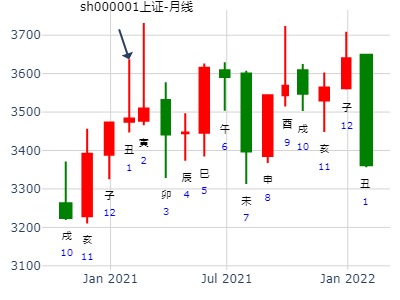 sh000001上证-月线
3600
3500
3400
3300
3200
3100
戌
10
亥
11
子
12
丑
1
寅
2
卯
3
辰
4
巳
5
午
6
未
7
申
8
酉
9
戌
10
亥
11
子
12
丑
1
Jan 2021
Jul 2021
Jan 2022